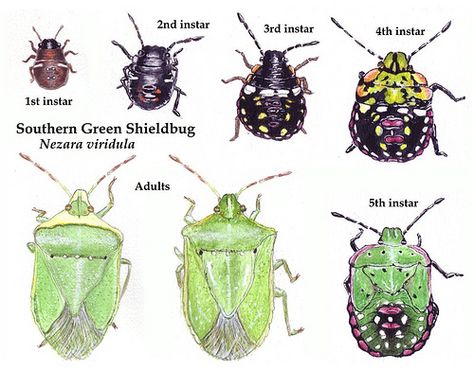 1st instar
2nd instar
3rd instar
4th instar
Southern Green Shieldbug
Nezara viridula
Adults
5th instar